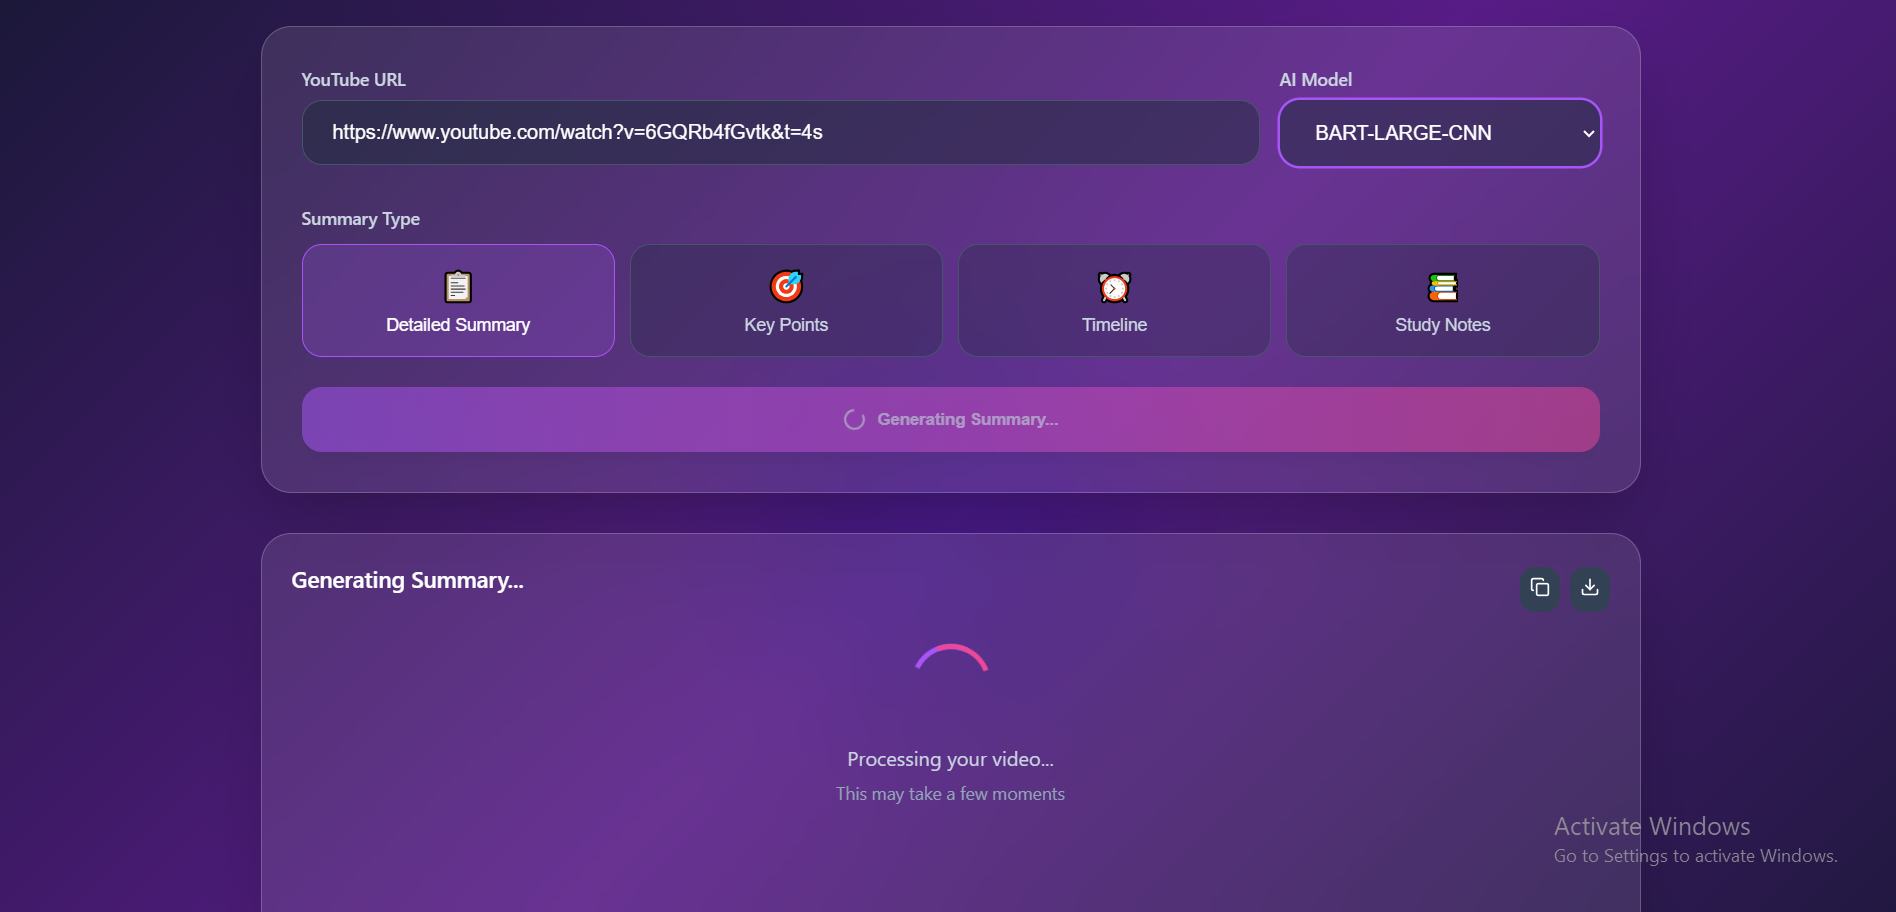 YouTube URL
AI Model
https://www.youtube.com/watch?v=6GQRb4fGvtk&t=4s
BART-LARGE-CNN
Summary Type
Detailed Summary
Key Points
Timeline
Study Notes
Generating Summary...
Generating Summary...
Processing your video...
This may take a few moments
Activate Windows
Go to Settings to activate Windows.